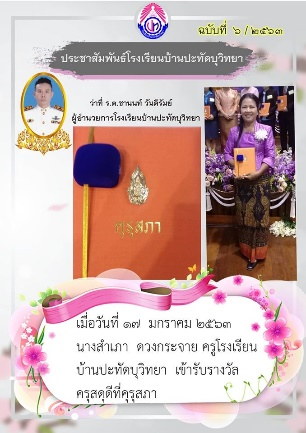 ฉบับที่ ๖ / ๒๕๖๓
ประชาสัมพันธ์โรงเรียนบ้านปะทัดบุวิทยา
ว่าที่ ร.ต.ชานนท์ วันดิรัมย์
ผู้อำนวยการโรงเรียนบ้านปะทัดบุวิทยา
คุรุสภา
เมื่อวันที่ ๑๗ มกราคม ๒๕๖๓
นางสำเภา ดวงกระจาย ครูโรงเรียน
บ้านปะทัดบุวิทยา เข้ารับรางวัล
ครุสดุดีที่คุรุสภา